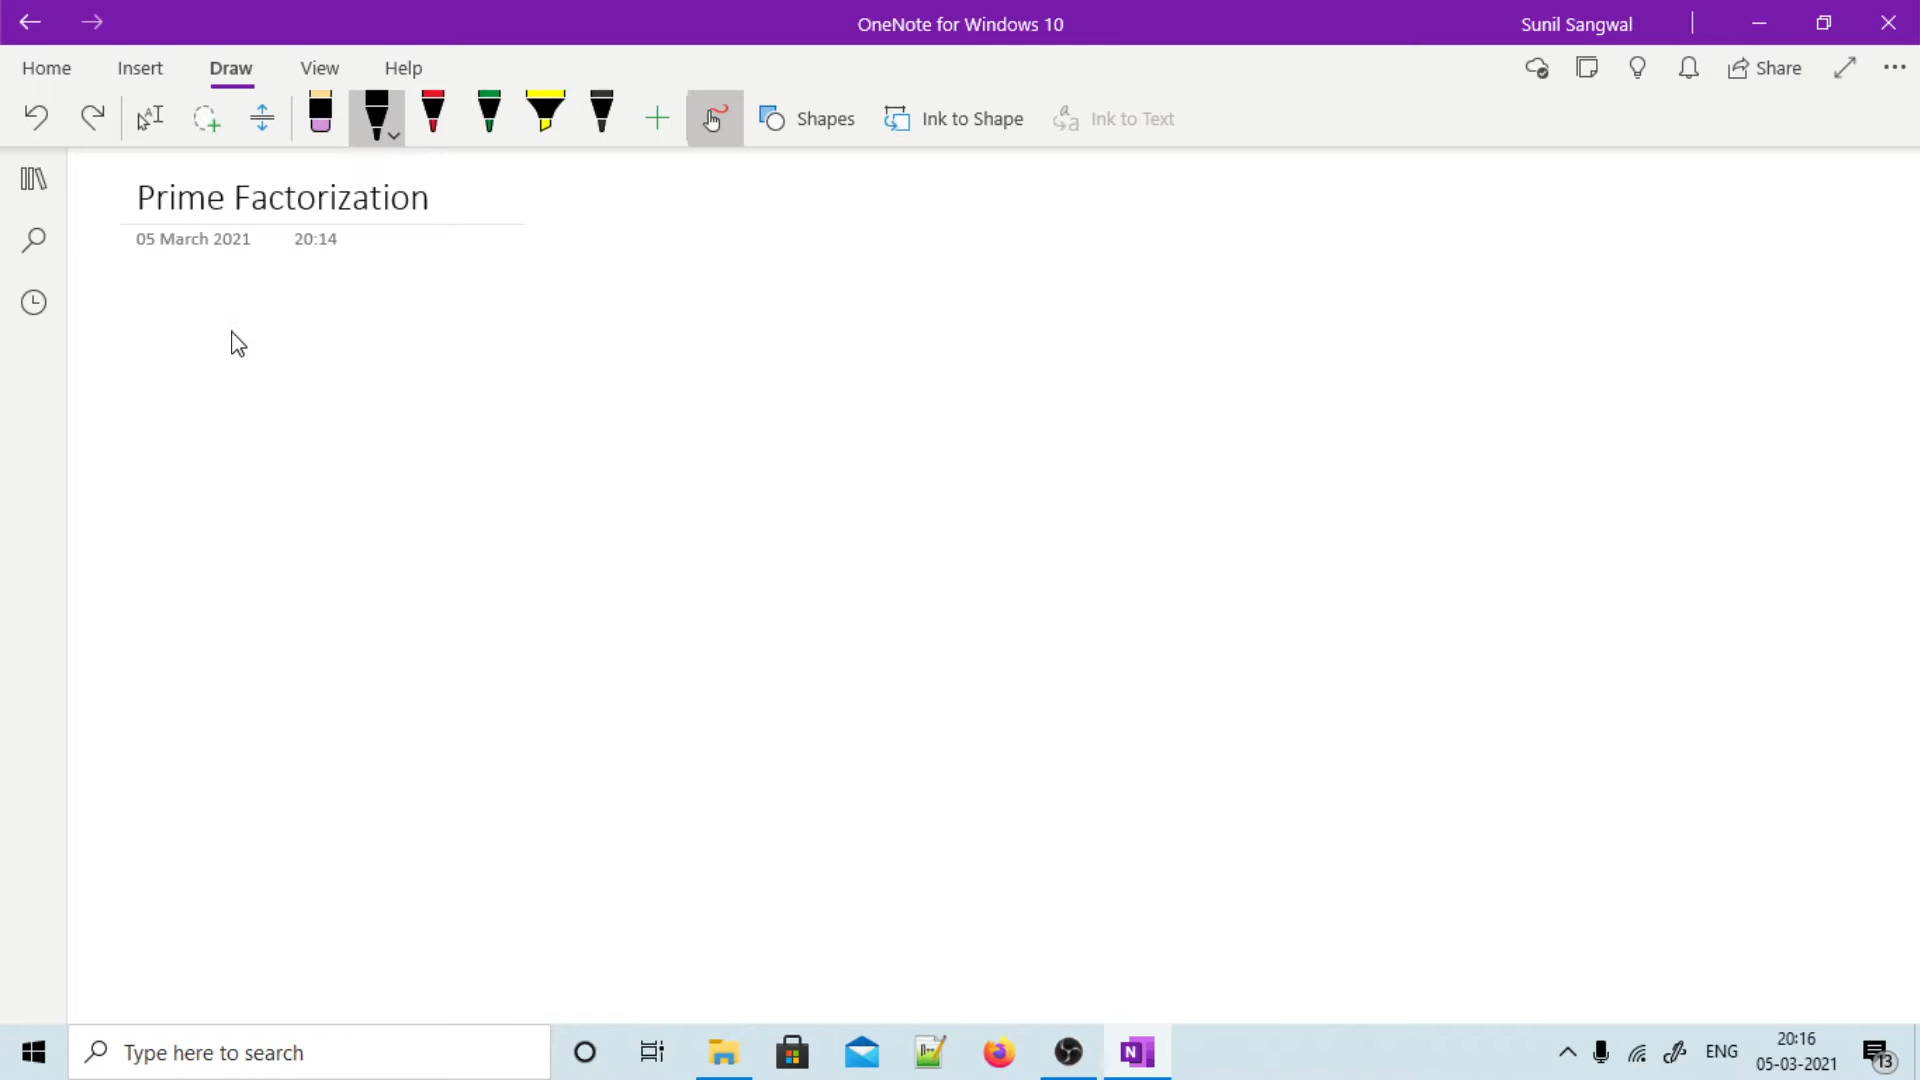 OneNote for Windows 10
Sunil Sangwal
Home Insert Draw View Help
Share
Shapes Ink to Shape Ink to Text
Prime Factorization
05 March 2021 20:14
Type here to search
ENG
20:16
05-03-2021
13